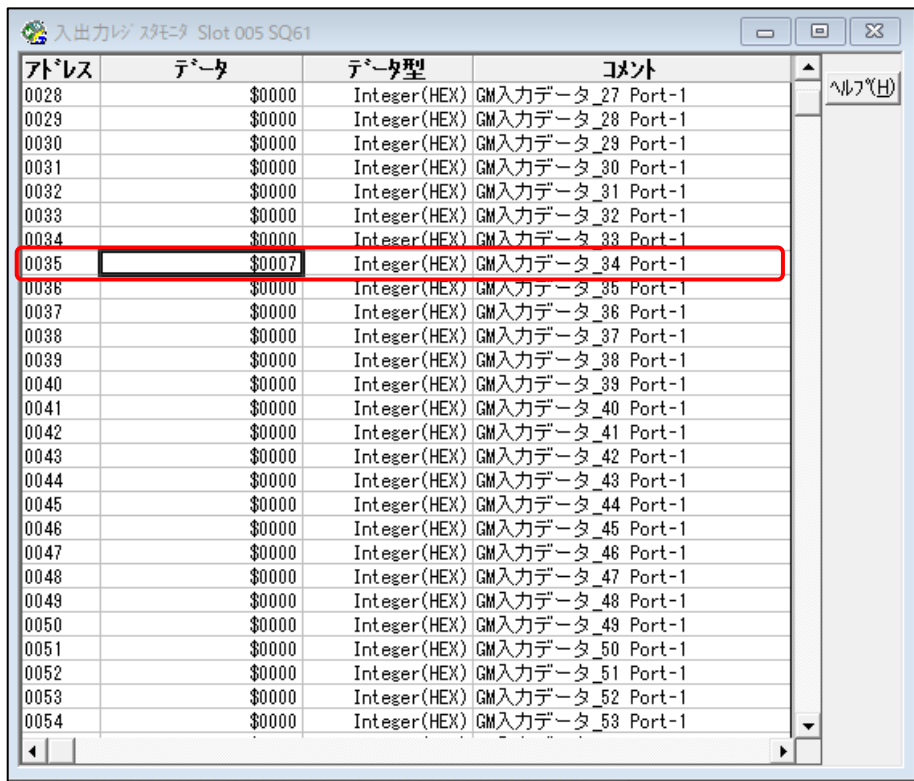 入出力レジスタモニタ Slot 005 SQ61
アドレス データ データ型 コメント
ヘルプ(H)
0028 $0000 Integer(HEX) GM入力データ_27 Port-1
0029 $0000 Integer(HEX) GM入力データ_28 Port-1
0030 $0000 Integer(HEX) GM入力データ_29 Port-1
0031 $0000 Integer(HEX) GM入力データ_30 Port-1
0032 $0000 Integer(HEX) GM入力データ_31 Port-1
0033 $0000 Integer(HEX) GM入力データ_32 Port-1
0034 $0000 Integer(HEX) GM入力データ_33 Port-1
0035 $0007 Integer(HEX) GM入力データ_34 Port-1
0036 $0000 Integer(HEX) GM入力データ_35 Port-1
0037 $0000 Integer(HEX) GM入力データ_36 Port-1
0038 $0000 Integer(HEX) GM入力データ_37 Port-1
0039 $0000 Integer(HEX) GM入力データ_38 Port-1
0040 $0000 Integer(HEX) GM入力データ_39 Port-1
0041 $0000 Integer(HEX) GM入力データ_40 Port-1
0042 $0000 Integer(HEX) GM入力データ_41 Port-1
0043 $0000 Integer(HEX) GM入力データ_42 Port-1
0044 $0000 Integer(HEX) GM入力データ_43 Port-1
0045 $0000 Integer(HEX) GM入力データ_44 Port-1
0046 $0000 Integer(HEX) GM入力データ_45 Port-1
0047 $0000 Integer(HEX) GM入力データ_46 Port-1
0048 $0000 Integer(HEX) GM入力データ_47 Port-1
0049 $0000 Integer(HEX) GM入力データ_48 Port-1
0050 $0000 Integer(HEX) GM入力データ_49 Port-1
0051 $0000 Integer(HEX) GM入力データ_50 Port-1
0052 $0000 Integer(HEX) GM入力データ_51 Port-1
0053 $0000 Integer(HEX) GM入力データ_52 Port-1
0054 $0000 Integer(HEX) GM入力データ_53 Port-1